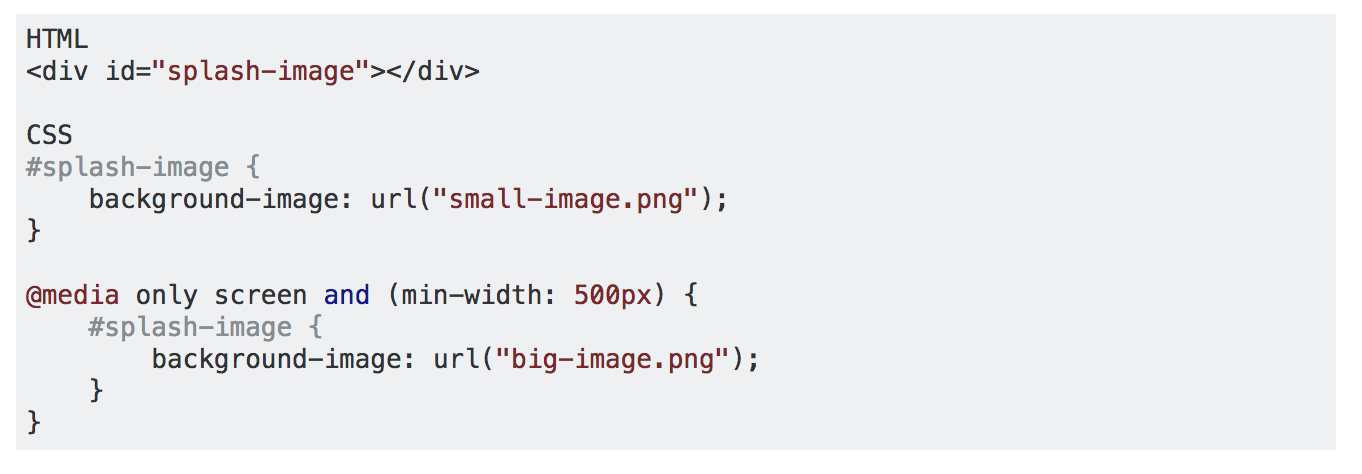 HTML
<div id="splash-image"></div>
CSS
#splash-image {
    background-image: url("small-image.png");
}
@media only screen and (min-width: 500px) {
    #splash-image {
        background-image: url("big-image.png");
    }
}